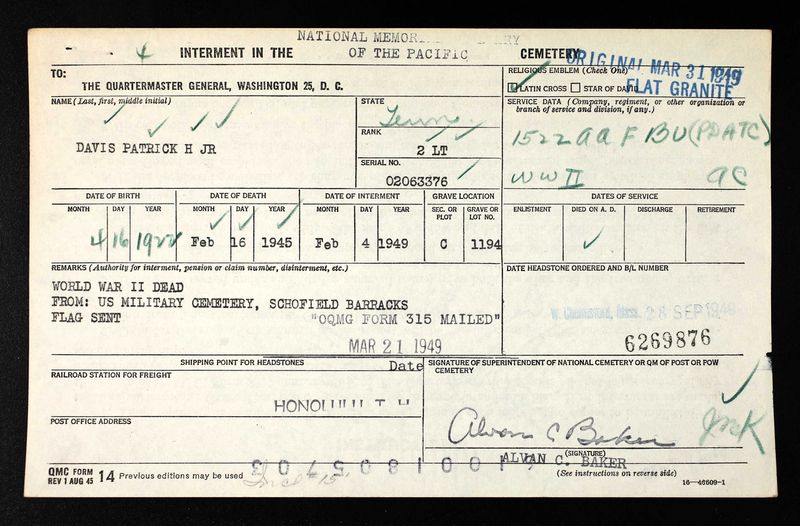 NATIONAL MEMOR
4 INTERMENT IN THE OF THE PACIFIC CEMETERY
ORIGINAL MAR 31 1949
FLAT GRANITE
TO:
THE QUARTERMASTER GENERAL, WASHINGTON 25, D. C.
RELIGIOUS EMBLEM (Check One)
LATIN CROSS STAR OF DAVID
NAME (Last, first, middle initial)
DAVIS PATRICK H JR
STATE
Tenn.
RANK
2 LT
SERIAL NO.
02063376
SERVICE DATA (Company, regiment, or other organization or branch of service and division, if any.)
1522 AAF BU (PDATC)
WW II AC
DATE OF BIRTH DATE OF DEATH DATE OF INTERMENT GRAVE LOCATION DATES OF SERVICE
MONTH DAY YEAR MONTH DAY YEAR MONTH DAY YEAR SEC. OR PLOT GRAVE OR LOT NO. ENLISTMENT DIED ON A. D. DISCHARGE RETIREMENT
4 16 1922 Feb 16 1945 Feb 4 1949 C 1194
REMARKS (Authority for interment, pension or claim number, disinterment, etc.)
WORLD WAR II DEAD
FROM: US MILITARY CEMETERY, SCHOFIELD BARRACKS
FLAG SENT "OQMG FORM 315 MAILED"
MAR 21 1949
Date
DATE HEADSTONE ORDERED AND B/L NUMBER
W. Chelmsford, Mass. 28 SEP 1949
6269876
SHIPPING POINT FOR HEADSTONES
RAILROAD STATION FOR FREIGHT
HONOLULU T H
POST OFFICE ADDRESS
SIGNATURE OF SUPERINTENDENT OF NATIONAL CEMETERY OR QM OF POST OR POW CEMETERY
Alvan C Baker
(SIGNATURE)
ALVAN C. BAKER
(See instructions on reverse side)
QMC FORM 14 Previous editions may be used
REV 1 AUG 45
16—46609-1